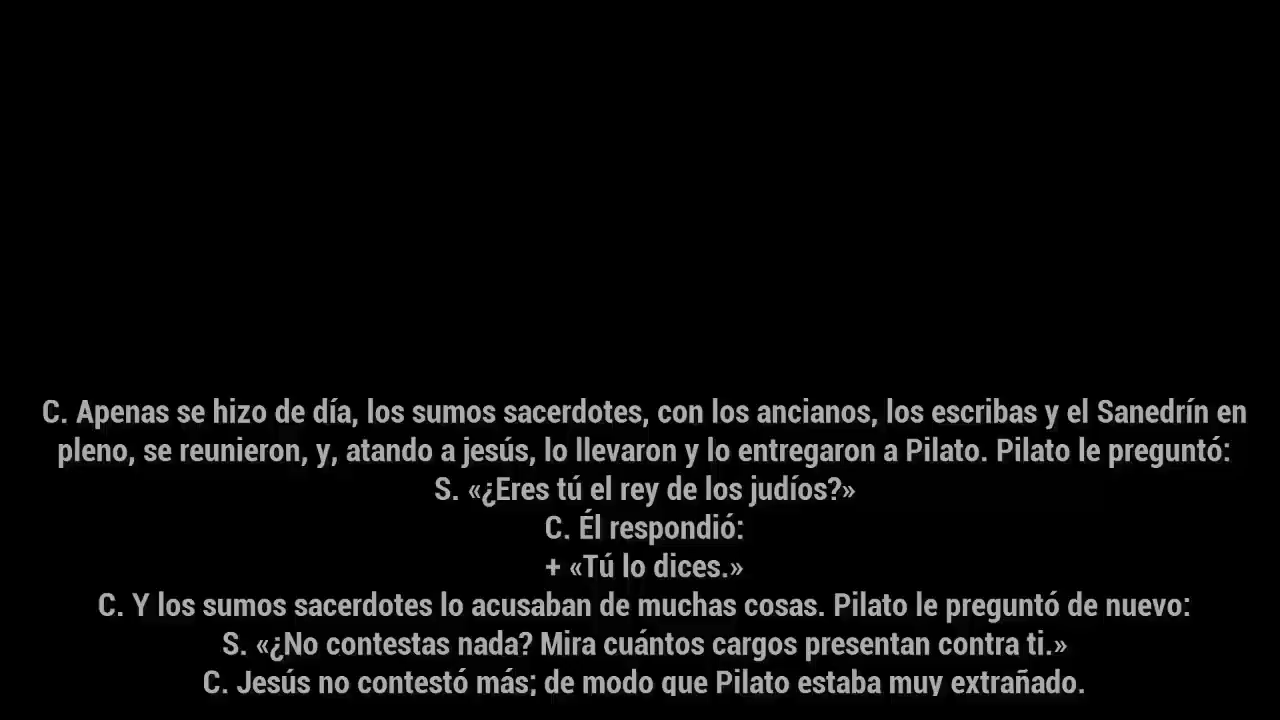 C. Apenas se hizo de día, los sumos sacerdotes, con los ancianos, los escribas y el Sanedrín en
pleno, se reunieron, y, atando a jesús, lo llevaron y lo entregaron a Pilato. Pilato le preguntó:
S. «¿Eres tú el rey de los judíos?»
C. Él respondió:
+ «Tú lo dices.»
C. Y los sumos sacerdotes lo acusaban de muchas cosas. Pilato le preguntó de nuevo:
S. «¿No contestas nada? Mira cuántos cargos presentan contra ti.»
C. Jesús no contestó más; de modo que Pilato estaba muy extrañado.